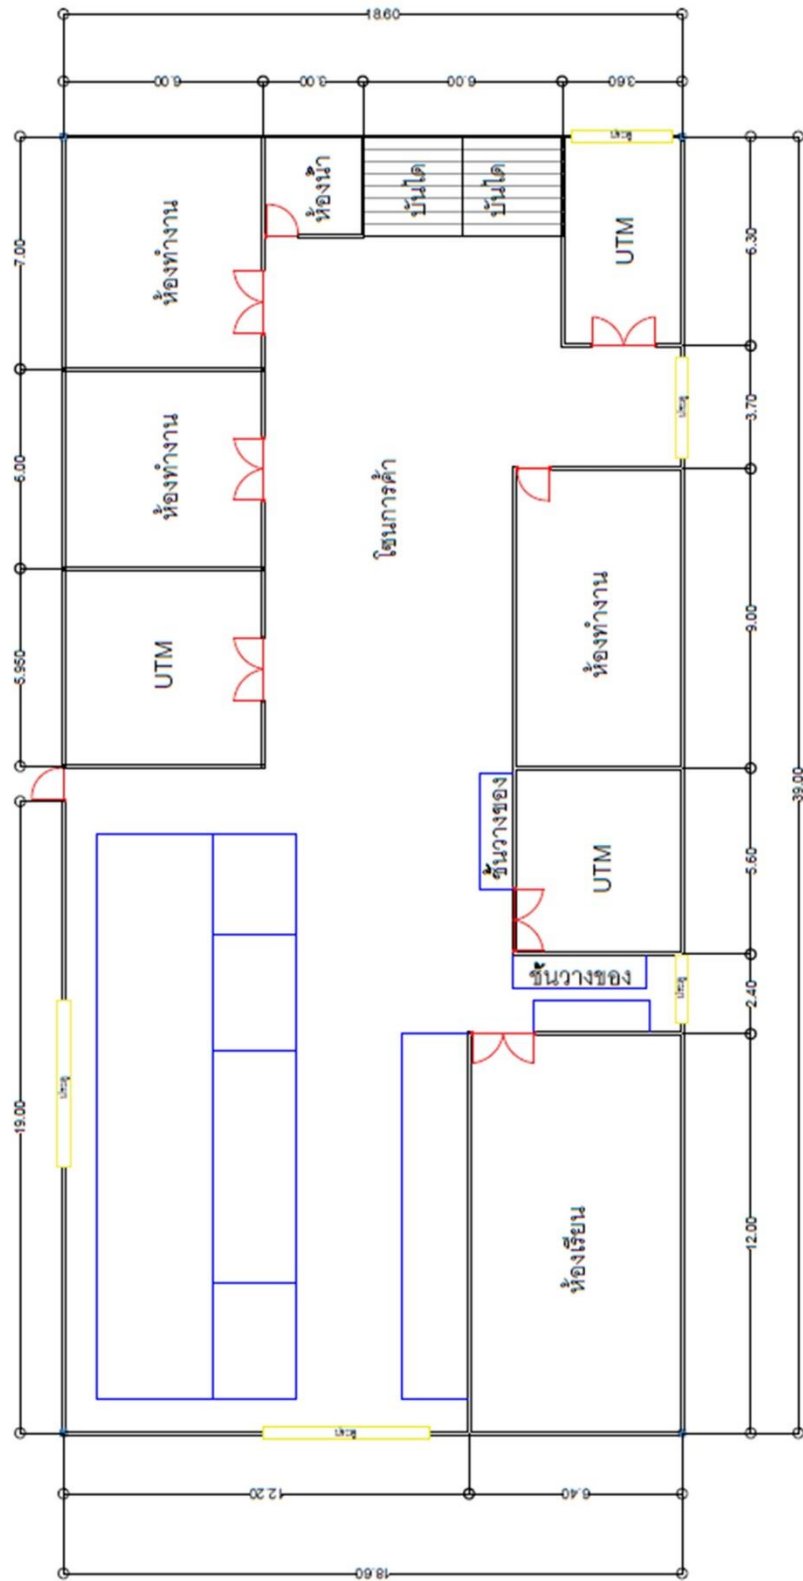 18.60
6.00
3.00
6.00
3.60
7.00
ห้องทำงาน
ห้องน้ำ
บันได
บันได
UTM
6.30
6.00
ห้องทำงาน
โซนการค้า
3.70
5.950
UTM
ห้องทำงาน
9.00
39.00
ชั้นวางของ
UTM
5.60
ชั้นวางของ
2.40
19.00
ห้องเรียน
12.00
12.20
6.40
18.60